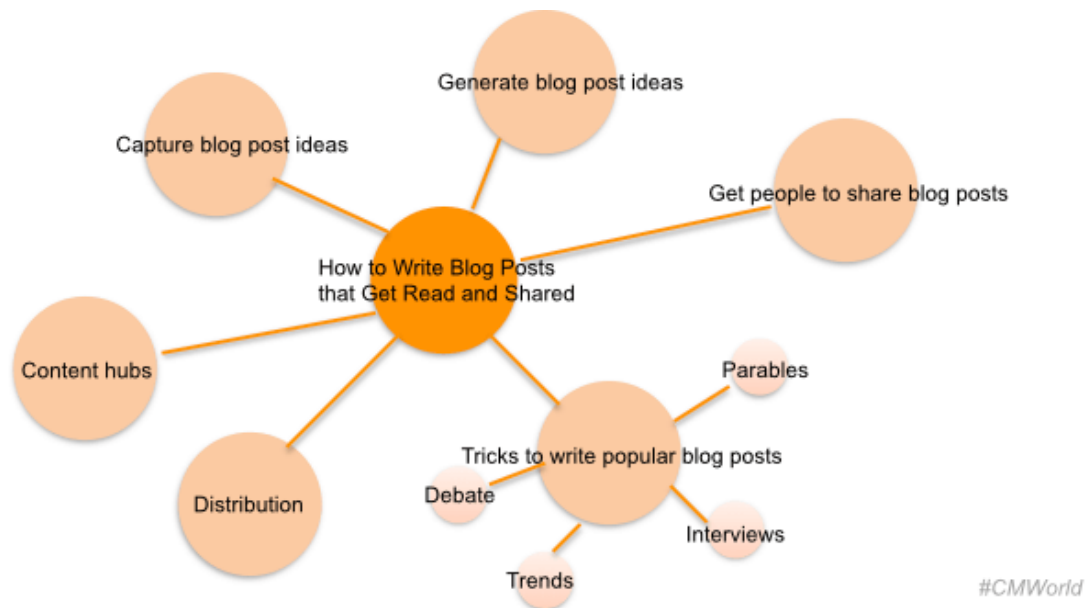 Generate blog post ideas
Capture blog post ideas
Get people to share blog posts
How to Write Blog Posts
that Get Read and Shared
Content hubs
Parables
Tricks to write popular blog posts
Debate
Distribution
Interviews
Trends
#CMWorld